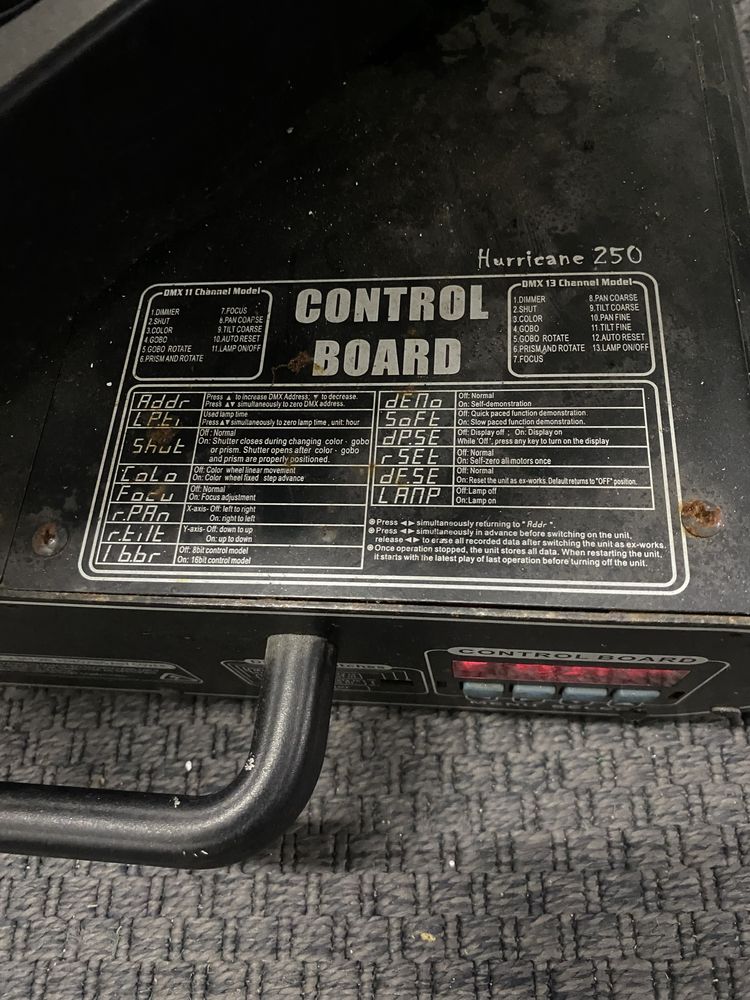 Hurricane 250
DMX 11 Channel Model
1.DIMMER 7.FOCUS
2.SHUT 8.PAN COARSE
3.COLOR 9.TILT COARSE
4.GOBO 10.AUTO RESET
5.GOBO ROTATE 11.LAMP ON/OFF
6.PRISM AND ROTATE
CONTROL
BOARD
DMX 13 Channel Model
1.DIMMER 8.PAN COARSE
2.SHUT 9.TILT COARSE
3.COLOR 10.PAN FINE
4.GOBO 11.TILT FINE
5.GOBO ROTATE 12.AUTO RESET
6.PRISM AND ROTATE 13.LAMP ON/OFF
7.FOCUS
Addr Press ▲ to increase DMX Address; ▼ to decrease.
Press ▲▼ simultaneously to zero DMX address.
LPti Used lamp time
Press ▲▼ simultaneously to zero lamp time , unit: hour
Shut Off: Normal
On: Shutter closes during changing color · gobo
or prism. Shutter opens after color · gobo
and prism are properly positioned.
Colo Off: Color wheel linear movement
On: Color wheel fixed step advance
Focu Off: Normal
On: Focus adjustment
r.PAn X-axis- Off: left to right
On: right to left
r.tilt Y-axis- Off: down to up
On: up to down
16br Off: 8bit control model
On: 16bit control model
dEMo Off: Normal
On: Self-demonstration
SoFt Off: Quick paced function demonstration.
On: Slow paced function demonstration.
dPSE Off: Display off ; On: Display on
While "Off", press any key to turn on the display
rSEt Off: Normal
On: Self-zero all motors once
dF.SE Off: Normal
On: Reset the unit as ex-works. Default returns to "OFF" position.
LAMP Off:Lamp off
On:Lamp on
Press ◄► simultaneously returning to "Addr".
Press ◄► simultaneously in advance before switching on the unit,
release ◄► to erase all recorded data after switching the unit as ex-works.
Once operation stopped, the unit stores all data. When restarting the unit,
it starts with the latest play of last operation before turning off the unit.
CONTROL BOARD